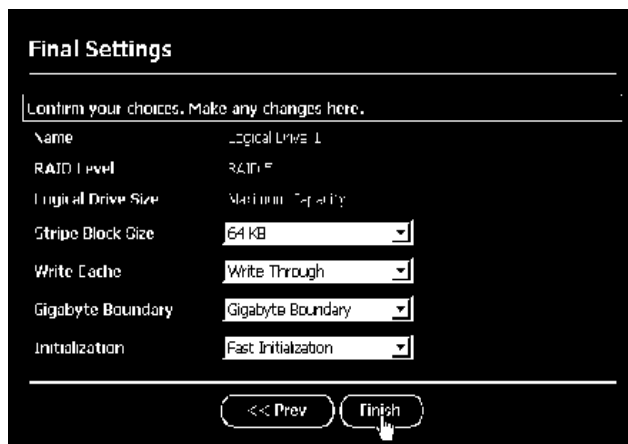 Final Settings
Confirm your choices. Make any changes here.
Name Logical Drive 1
RAID Level RAID 5
Logical Drive Size Maximum Capacity
Stripe Block Size 64 KB
Write Cache Write Through
Gigabyte Boundary Gigabyte Boundary
Initialization Fast Initialization
<< Prev Finish